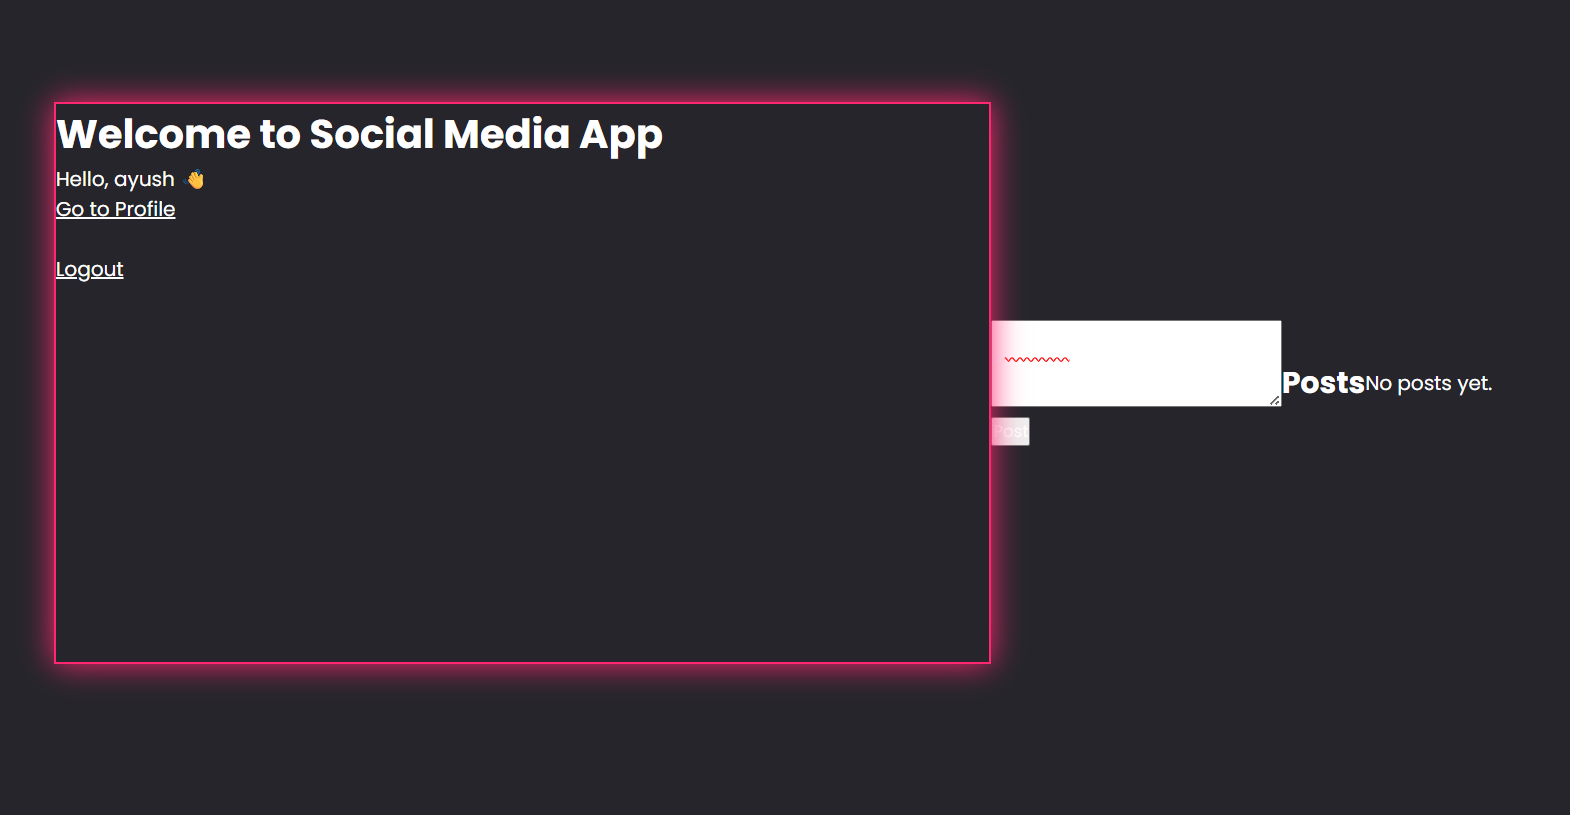 Welcome to Social Media App
Hello, ayush 👋
Go to Profile
Logout
Post
Posts
No posts yet.